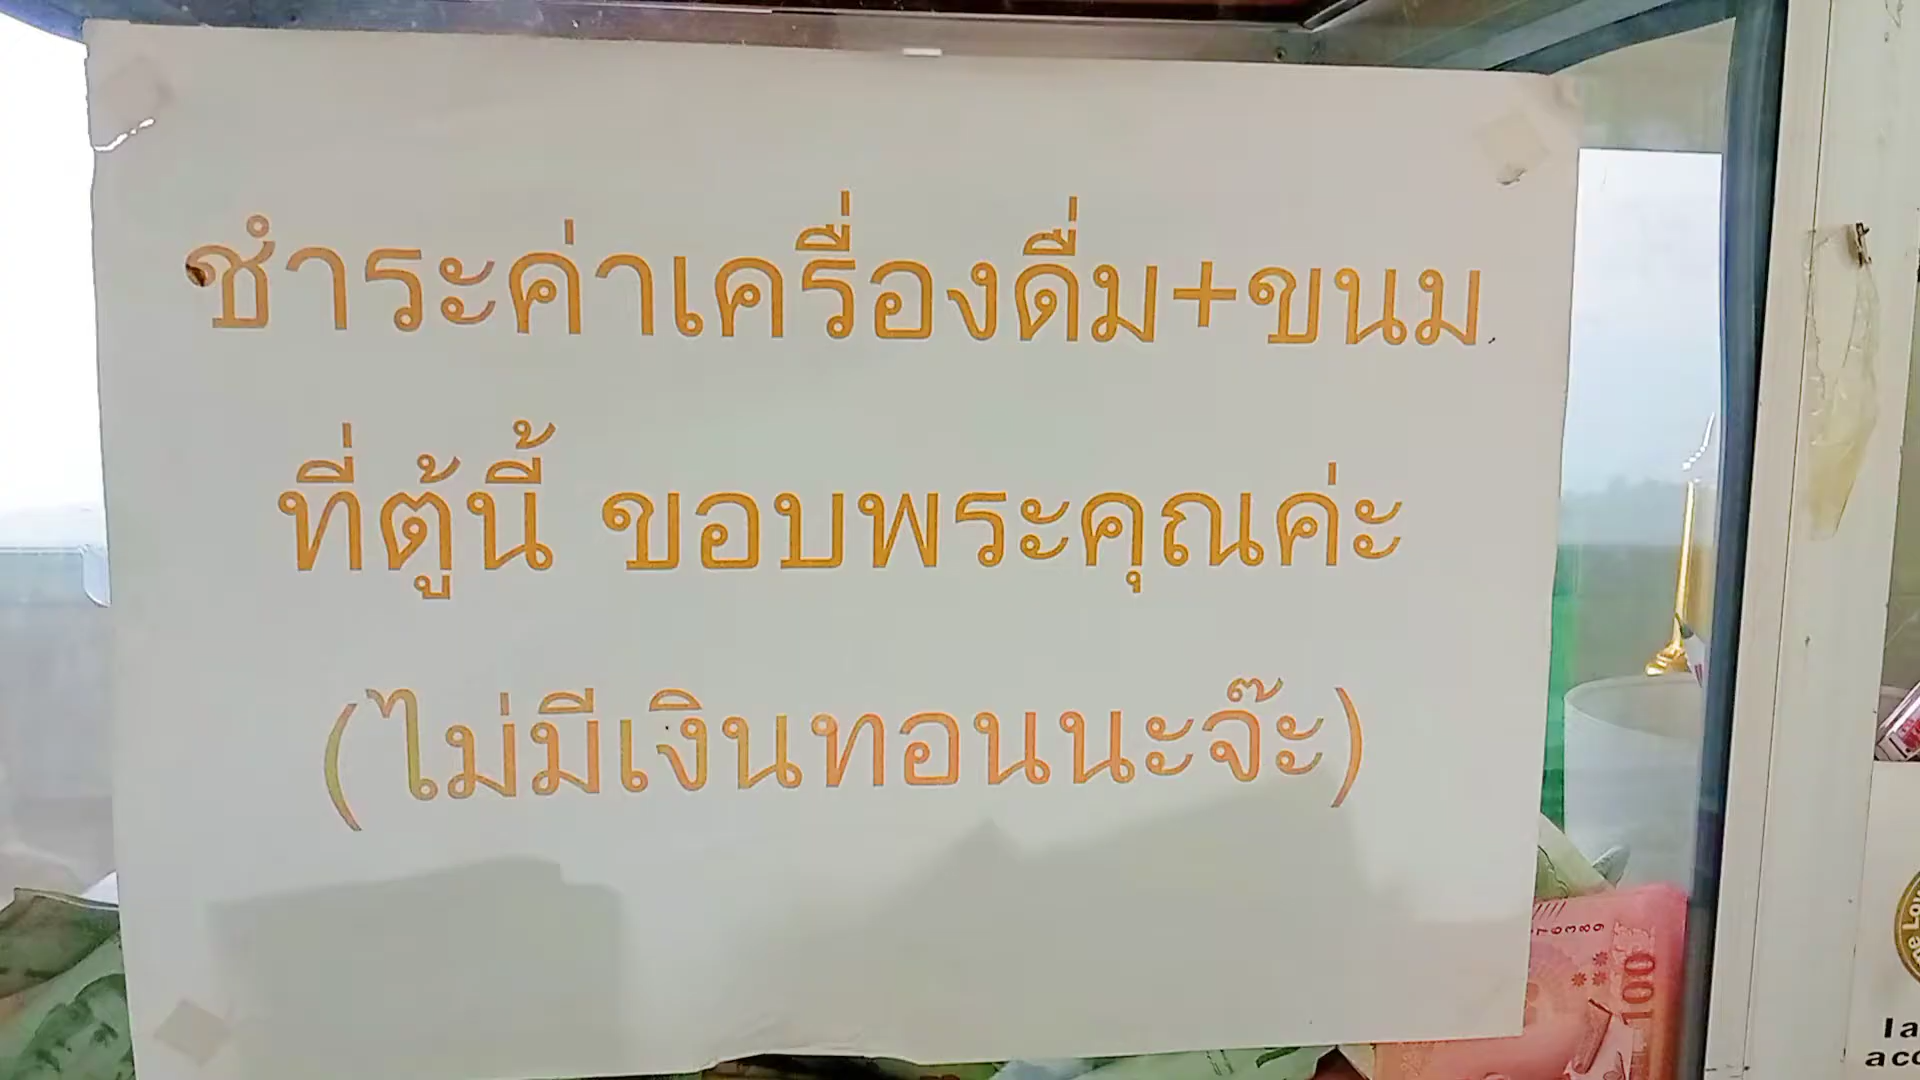 ชำระค่าเครื่องดื่ม+ขนม
ที่ตู้นี้ ขอบพระคุณค่ะ
(ไม่มีเงินทอนนะจ๊ะ)
100